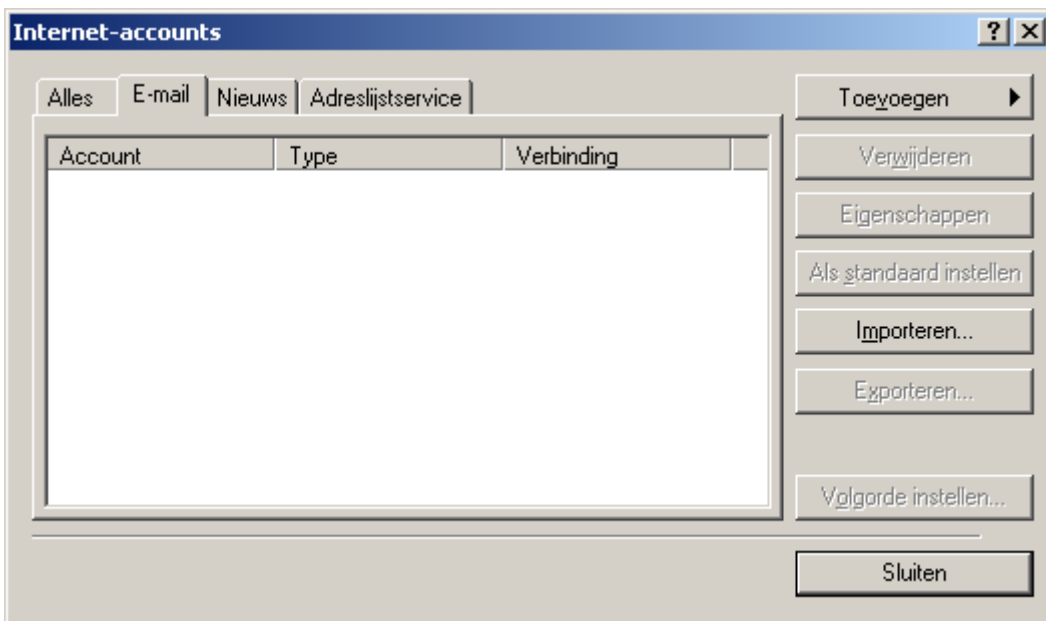 Internet-accounts
Alles E-mail Nieuws Adreslijstservice
Account Type Verbinding
Toevoegen
Verwijderen
Eigenschappen
Als standaard instellen
Importeren...
Exporteren...
Volgorde instellen...
Sluiten